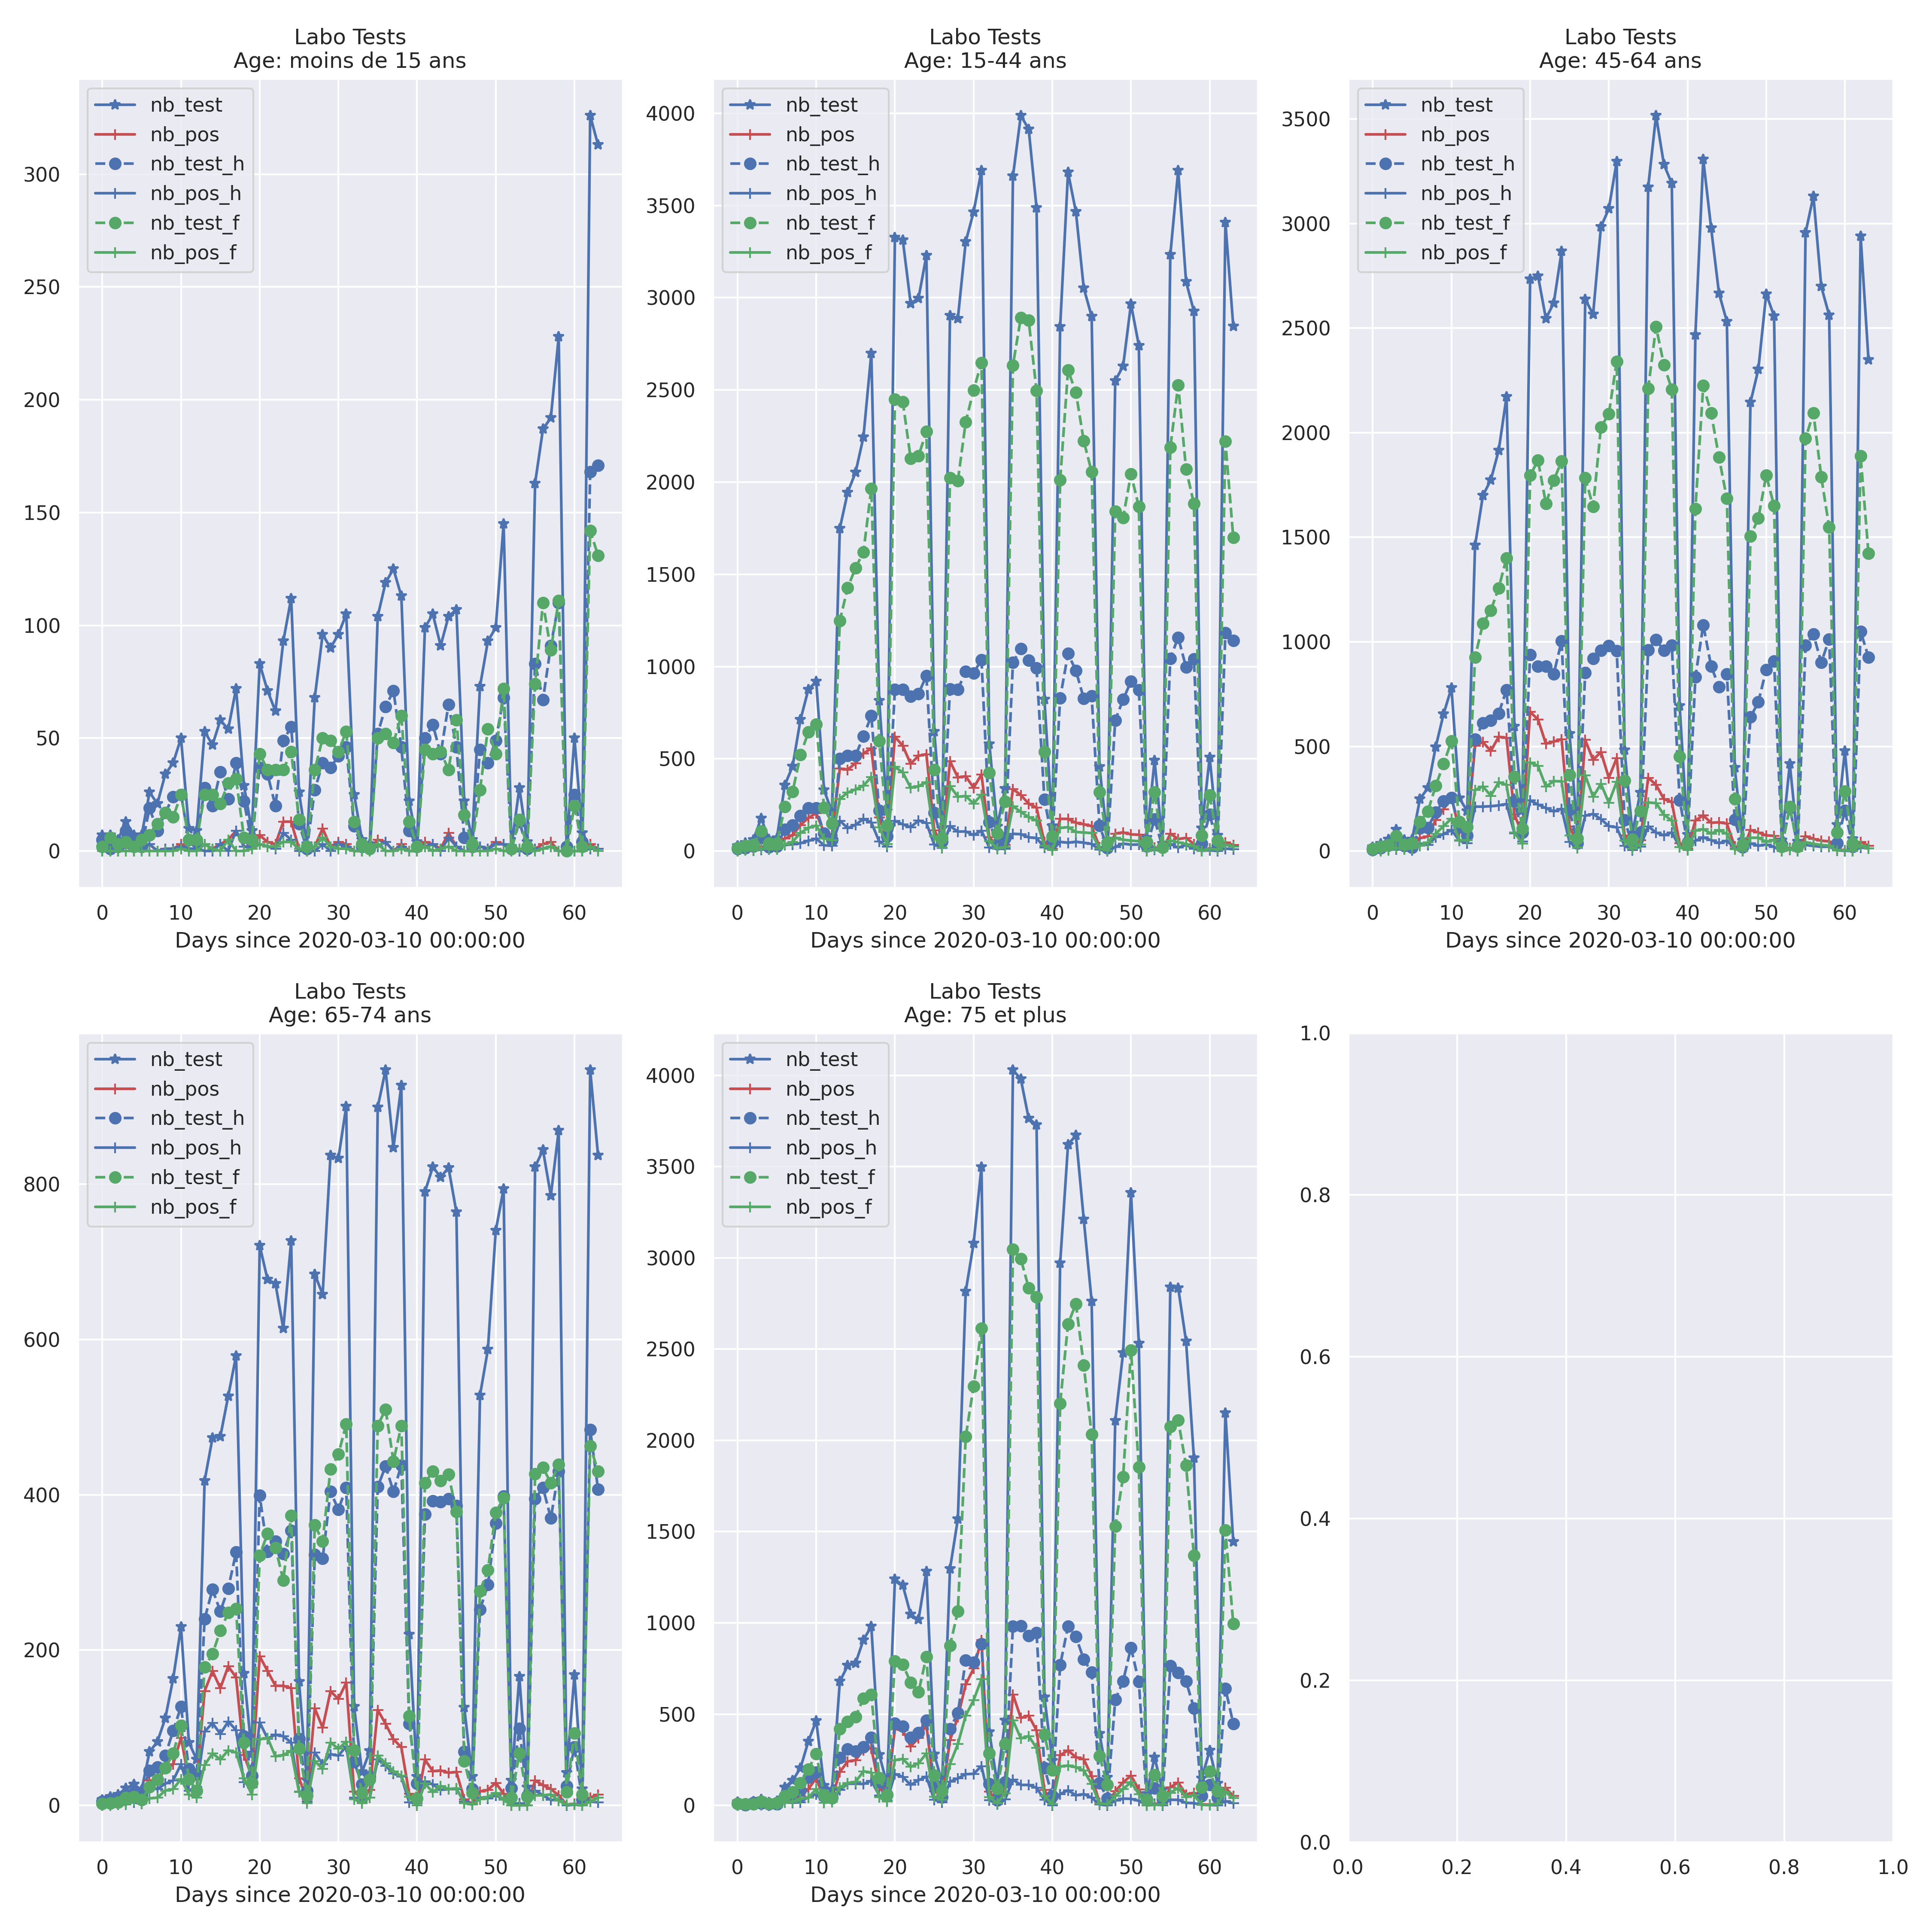 Labo Tests
Age: moins de 15 ans
nb_test
nb_pos
nb_test_h
nb_pos_h
nb_test_f
nb_pos_f
300
250
200
150
100
50
0
0 10 20 30 40 50 60
Days since 2020-03-10 00:00:00
Labo Tests
Age: 15-44 ans
nb_test
nb_pos
nb_test_h
nb_pos_h
nb_test_f
nb_pos_f
4000
3500
3000
2500
2000
1500
1000
500
0
0 10 20 30 40 50 60
Days since 2020-03-10 00:00:00
Labo Tests
Age: 45-64 ans
nb_test
nb_pos
nb_test_h
nb_pos_h
nb_test_f
nb_pos_f
3500
3000
2500
2000
1500
1000
500
0
0 10 20 30 40 50 60
Days since 2020-03-10 00:00:00
Labo Tests
Age: 65-74 ans
nb_test
nb_pos
nb_test_h
nb_pos_h
nb_test_f
nb_pos_f
800
600
400
200
0
0 10 20 30 40 50 60
Days since 2020-03-10 00:00:00
Labo Tests
Age: 75 et plus
nb_test
nb_pos
nb_test_h
nb_pos_h
nb_test_f
nb_pos_f
4000
3500
3000
2500
2000
1500
1000
500
0
0 10 20 30 40 50 60
Days since 2020-03-10 00:00:00
1.0
0.8
0.6
0.4
0.2
0.0
0.0 0.2 0.4 0.6 0.8 1.0